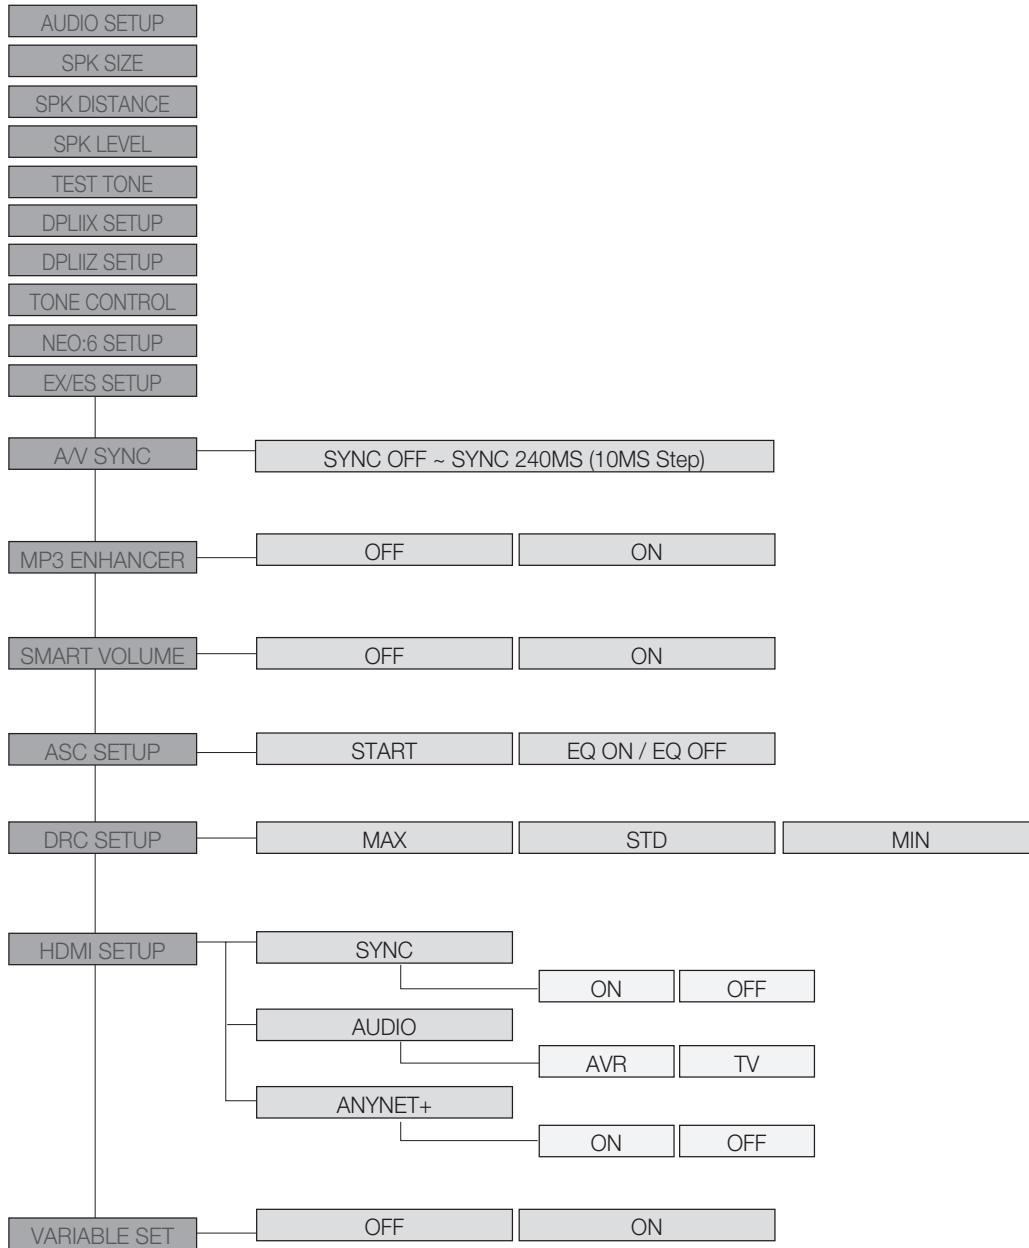 AUDIO SETUP
SPK SIZE
SPK DISTANCE
SPK LEVEL
TEST TONE
DPLIIX SETUP
DPLIIZ SETUP
TONE CONTROL
NEO:6 SETUP
EX/ES SETUP
A/V SYNC SYNC OFF ~ SYNC 240MS (10MS Step)
MP3 ENHANCER OFF ON
SMART VOLUME OFF ON
ASC SETUP START EQ ON / EQ OFF
DRC SETUP MAX STD MIN
HDMI SETUP SYNC
ON OFF
AUDIO
AVR TV
ANYNET+
ON OFF
VARIABLE SET OFF ON